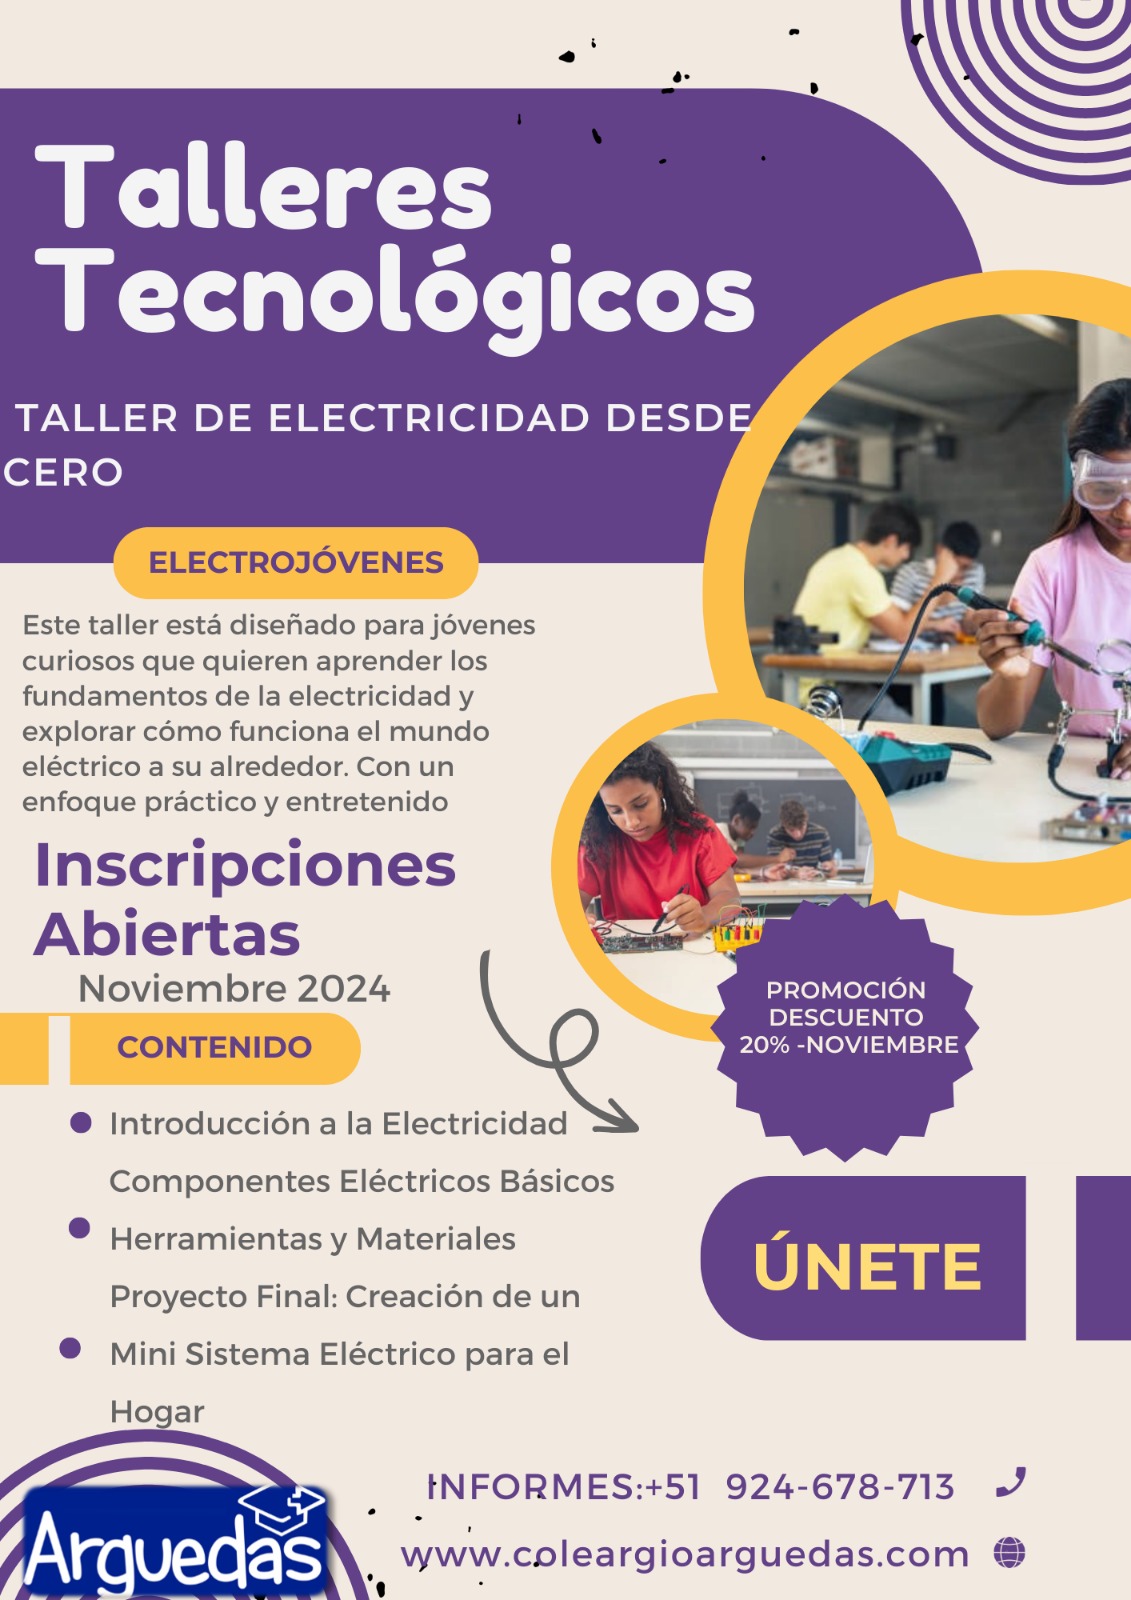 Talleres
Tecnológicos
TALLER DE ELECTRICIDAD DESDE
CERO
ELECTROJÓVENES
Este taller está diseñado para jóvenes
curiosos que quieren aprender los
fundamentos de la electricidad y
explorar cómo funciona el mundo
eléctrico a su alrededor. Con un
enfoque práctico y entretenido
Inscripciones
Abiertas
Noviembre 2024
CONTENIDO
Introducción a la Electricidad
Componentes Eléctricos Básicos
Herramientas y Materiales
Proyecto Final: Creación de un
Mini Sistema Eléctrico para el
Hogar
PROMOCIÓN
DESCUENTO
20% -NOVIEMBRE
ÚNETE
INFORMES:+51 924-678-713
www.coleargioarguedas.com
Arguedas